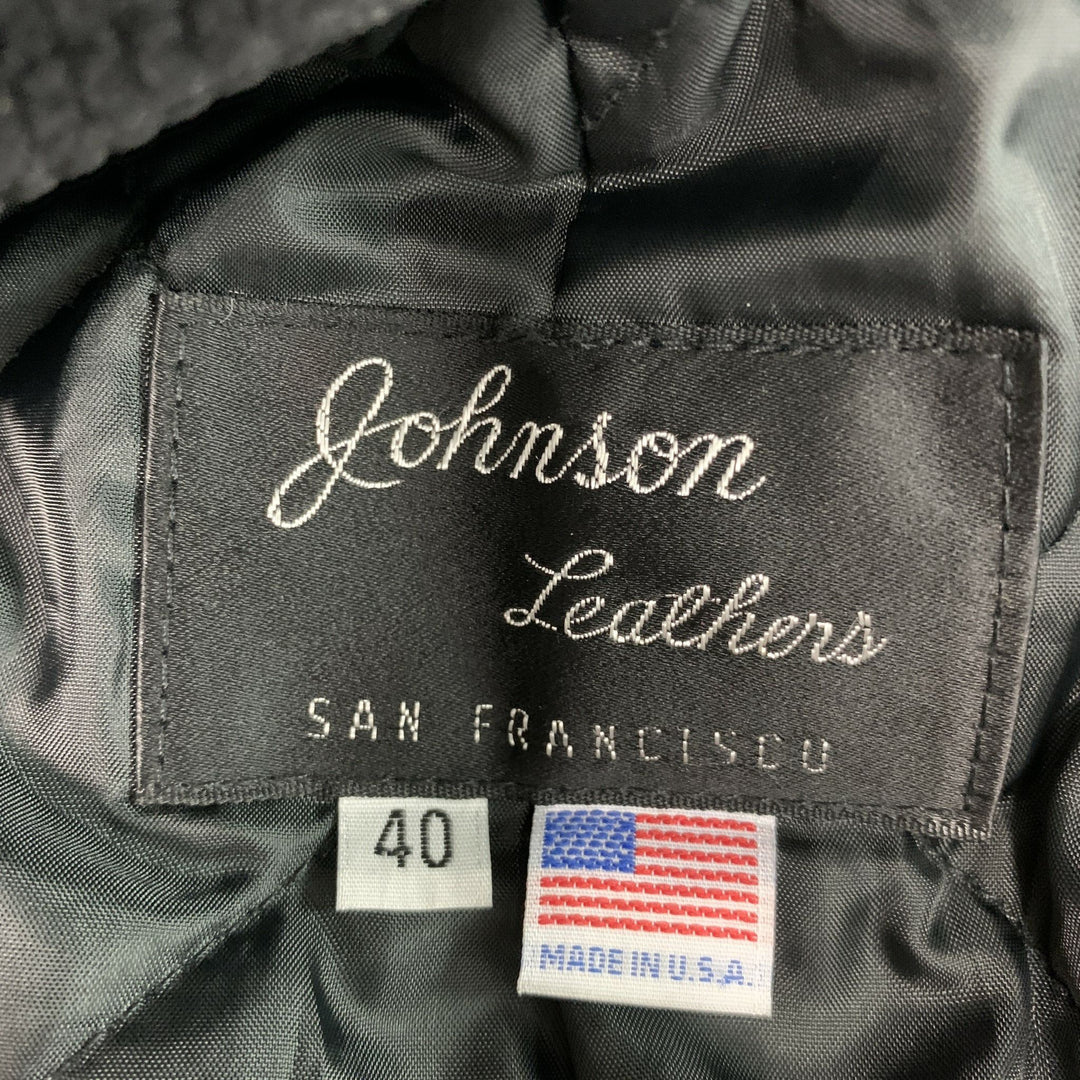 Johnson
Leathers
SAN FRANCISCO
40
MADE IN U.S.A.